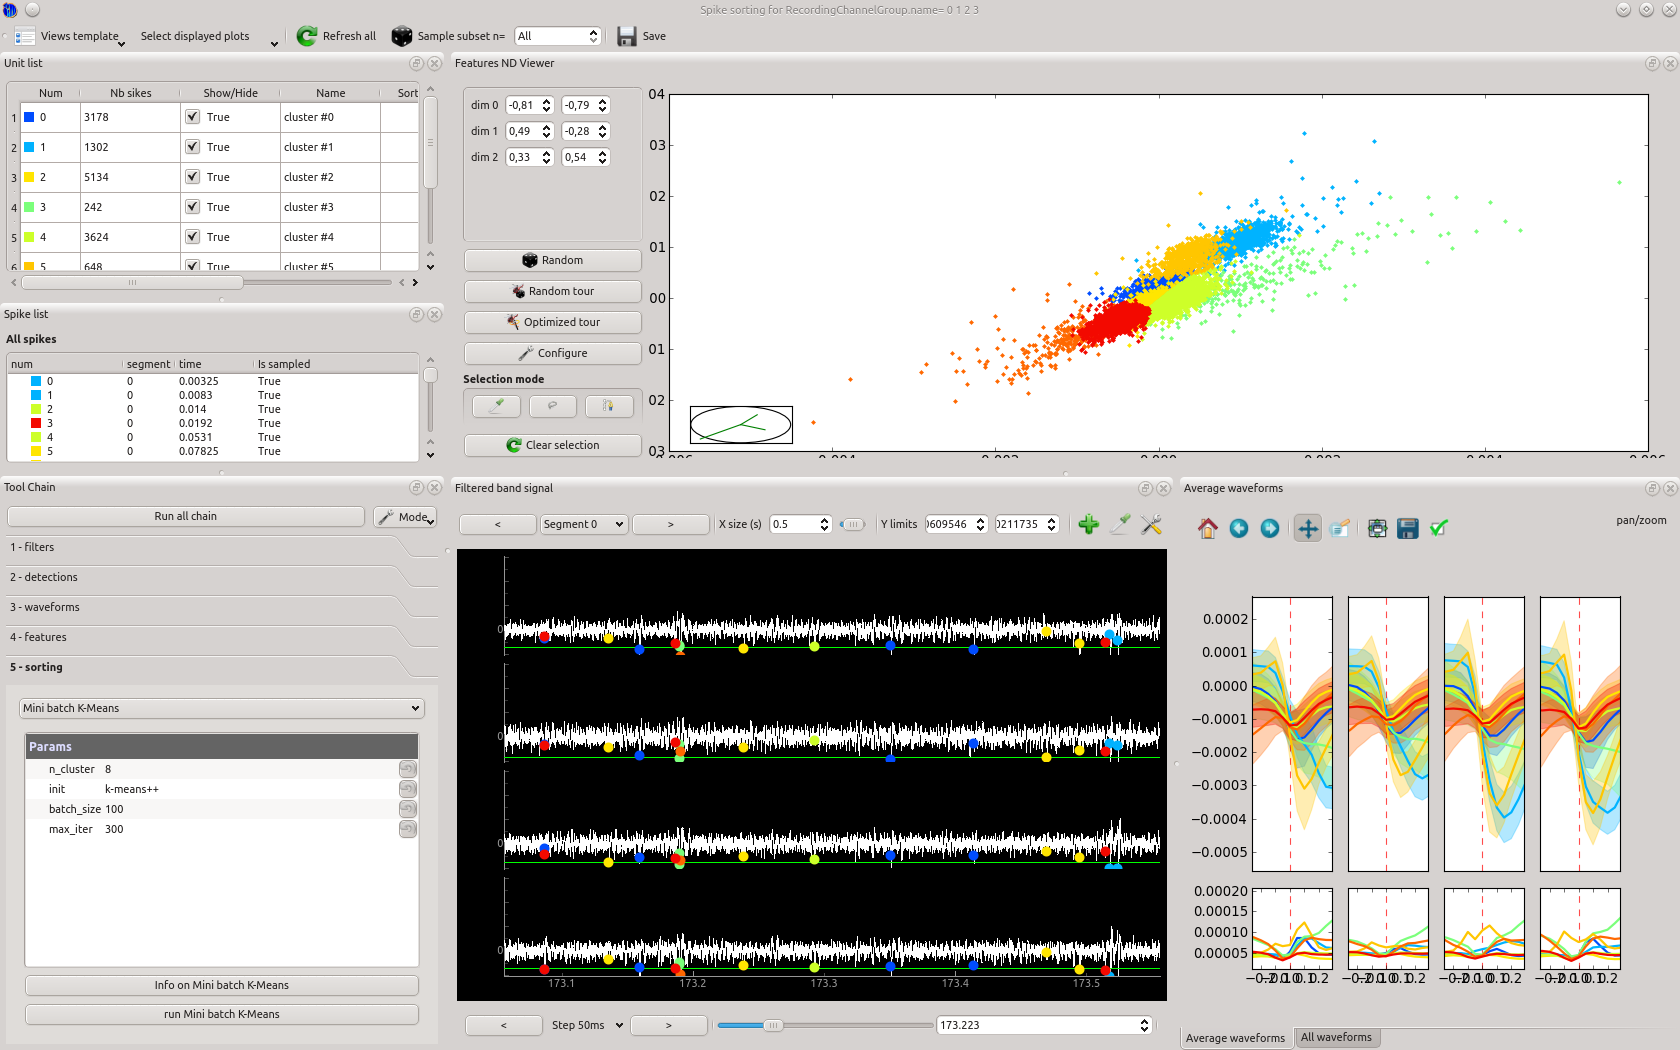 Spike sorting for RecordingChannelGroup.name= 0 1 2 3
Views template Select displayed plots Refresh all Sample subset n= All Save
Unit list
Num Nb sikes Show/Hide Name Sort
1 0 3178 True cluster #0
2 1 1302 True cluster #1
3 2 5134 True cluster #2
4 3 242 True cluster #3
5 4 3624 True cluster #4
6 5 648 True cluster #5
Spike list
All spikes
num segment time Is sampled
0 0 0.00325 True
1 0 0.0083 True
2 0 0.014 True
3 0 0.0192 True
4 0 0.0531 True
5 0 0.07825 True
Features ND Viewer
dim 0 -0,81 -0,79
dim 1 0,49 -0,28
dim 2 0,33 0,54
Random
Random tour
Optimized tour
Configure
Selection mode
Clear selection
04
03
02
01
00
01
02
03
Tool Chain
Run all chain Mode
1 - filters
2 - detections
3 - waveforms
4 - features
5 - sorting
Mini batch K-Means
Params
n_cluster 8
init k-means++
batch_size 100
max_iter 300
Info on Mini batch K-Means
run Mini batch K-Means
Filtered band signal
< Segment 0 > X size (s) 0.5 Y limits 0609546 0211735
0
0
0
0
173.1 173.2 173.3 173.4 173.5
< Step 50ms > 173.223
Average waveforms
pan/zoom
0.0002
0.0001
0.0000
−0.0001
−0.0002
−0.0003
−0.0004
−0.0005
0.00020
0.00015
0.00010
0.00005
Average waveforms All waveforms